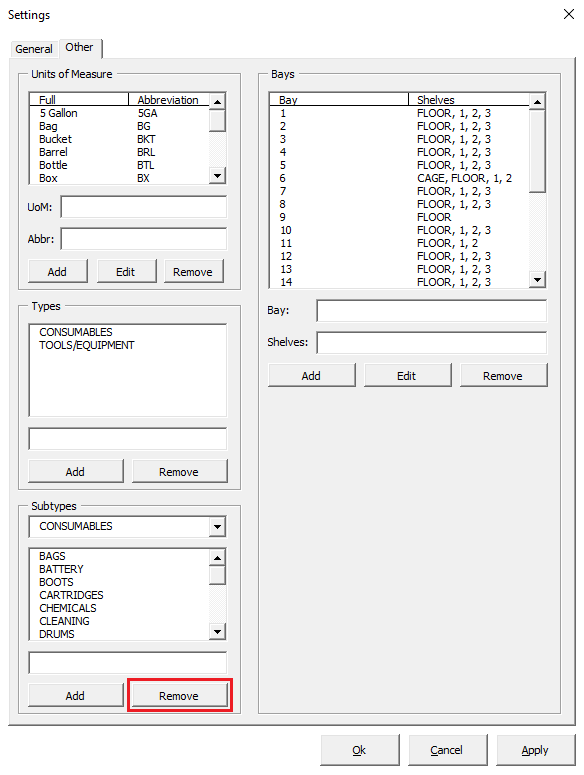 Settings
General Other
Units of Measure
Full Abbreviation
5 Gallon 5GA
Bag BG
Bucket BKT
Barrel BRL
Bottle BTL
Box BX
UoM:
Abbr:
Add Edit Remove
Types
CONSUMABLES
TOOLS/EQUIPMENT
Add Remove
Subtypes
CONSUMABLES
BAGS
BATTERY
BOOTS
CARTRIDGES
CHEMICALS
CLEANING
DRUMS
Add Remove
Bays
Bay Shelves
1 FLOOR, 1, 2, 3
2 FLOOR, 1, 2, 3
3 FLOOR, 1, 2, 3
4 FLOOR, 1, 2, 3
5 FLOOR, 1, 2, 3
6 CAGE, FLOOR, 1, 2
7 FLOOR, 1, 2, 3
8 FLOOR, 1, 2, 3
9 FLOOR
10 FLOOR, 1, 2, 3
11 FLOOR, 1, 2
12 FLOOR, 1, 2, 3
13 FLOOR, 1, 2, 3
14 FLOOR, 1, 2, 3
Bay:
Shelves:
Add Edit Remove
Ok Cancel Apply